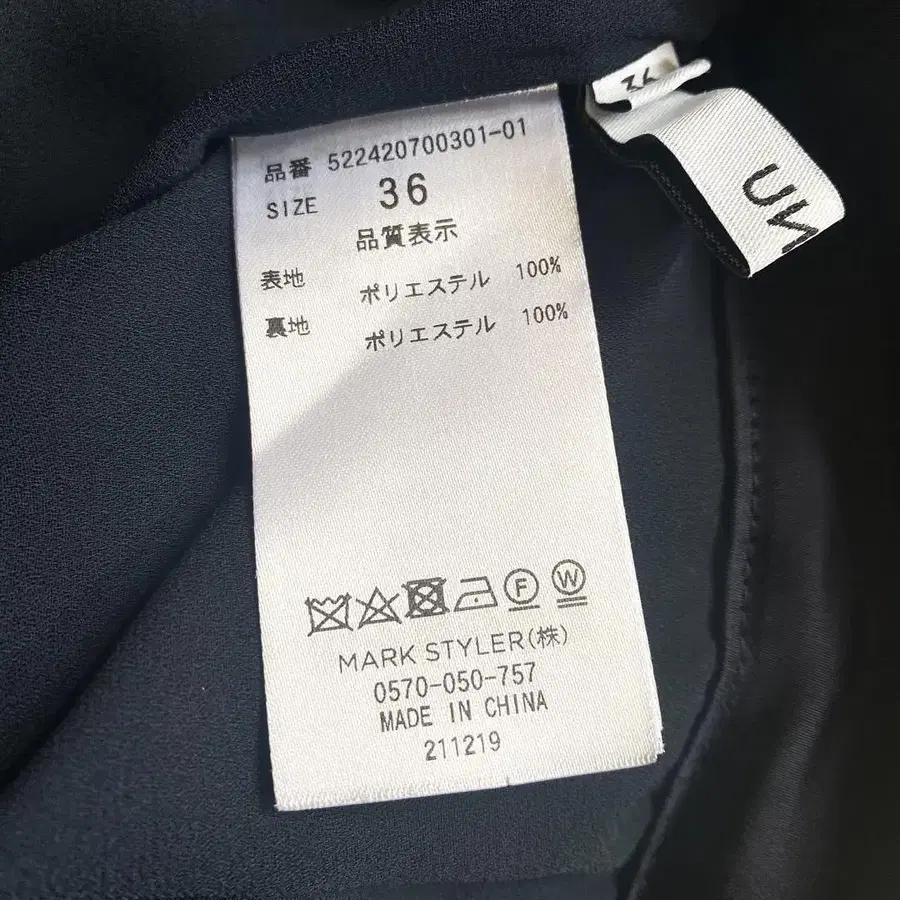 品番 522420700301-01
SIZE 36
品質表示
表地 ポリエステル 100%
裏地 ポリエステル 100%
F W
MARK STYLER(株)
0570-050-757
MADE IN CHINA
211219
36
UN